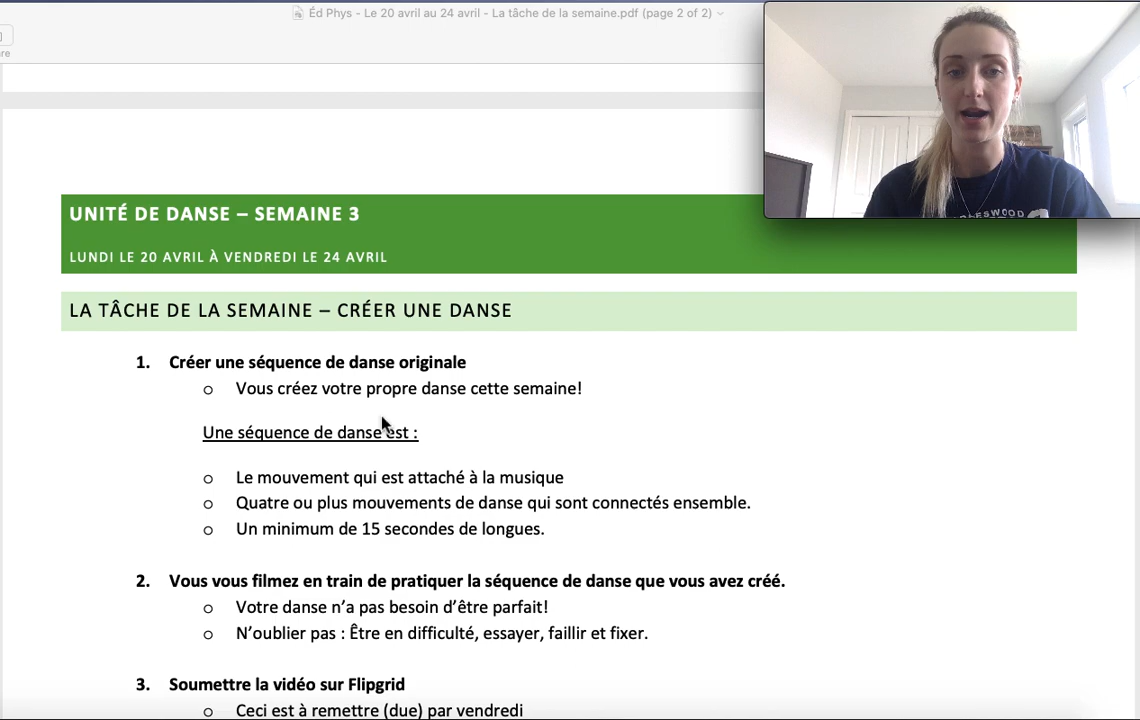 Éd Phys - Le 20 avril au 24 avril - La tâche de la semaine.pdf (page 2 of 2)
UNITÉ DE DANSE – SEMAINE 3
LUNDI LE 20 AVRIL À VENDREDI LE 24 AVRIL
LA TÂCHE DE LA SEMAINE – CRÉER UNE DANSE
1. Créer une séquence de danse originale
o Vous créez votre propre danse cette semaine!
Une séquence de danse est :
o Le mouvement qui est attaché à la musique
o Quatre ou plus mouvements de danse qui sont connectés ensemble.
o Un minimum de 15 secondes de longues.
2. Vous vous filmez en train de pratiquer la séquence de danse que vous avez créé.
o Votre danse n'a pas besoin d'être parfait!
o N'oublier pas : Être en difficulté, essayer, faillir et fixer.
3. Soumettre la vidéo sur Flipgrid
o Ceci est à remettre (due) par vendredi